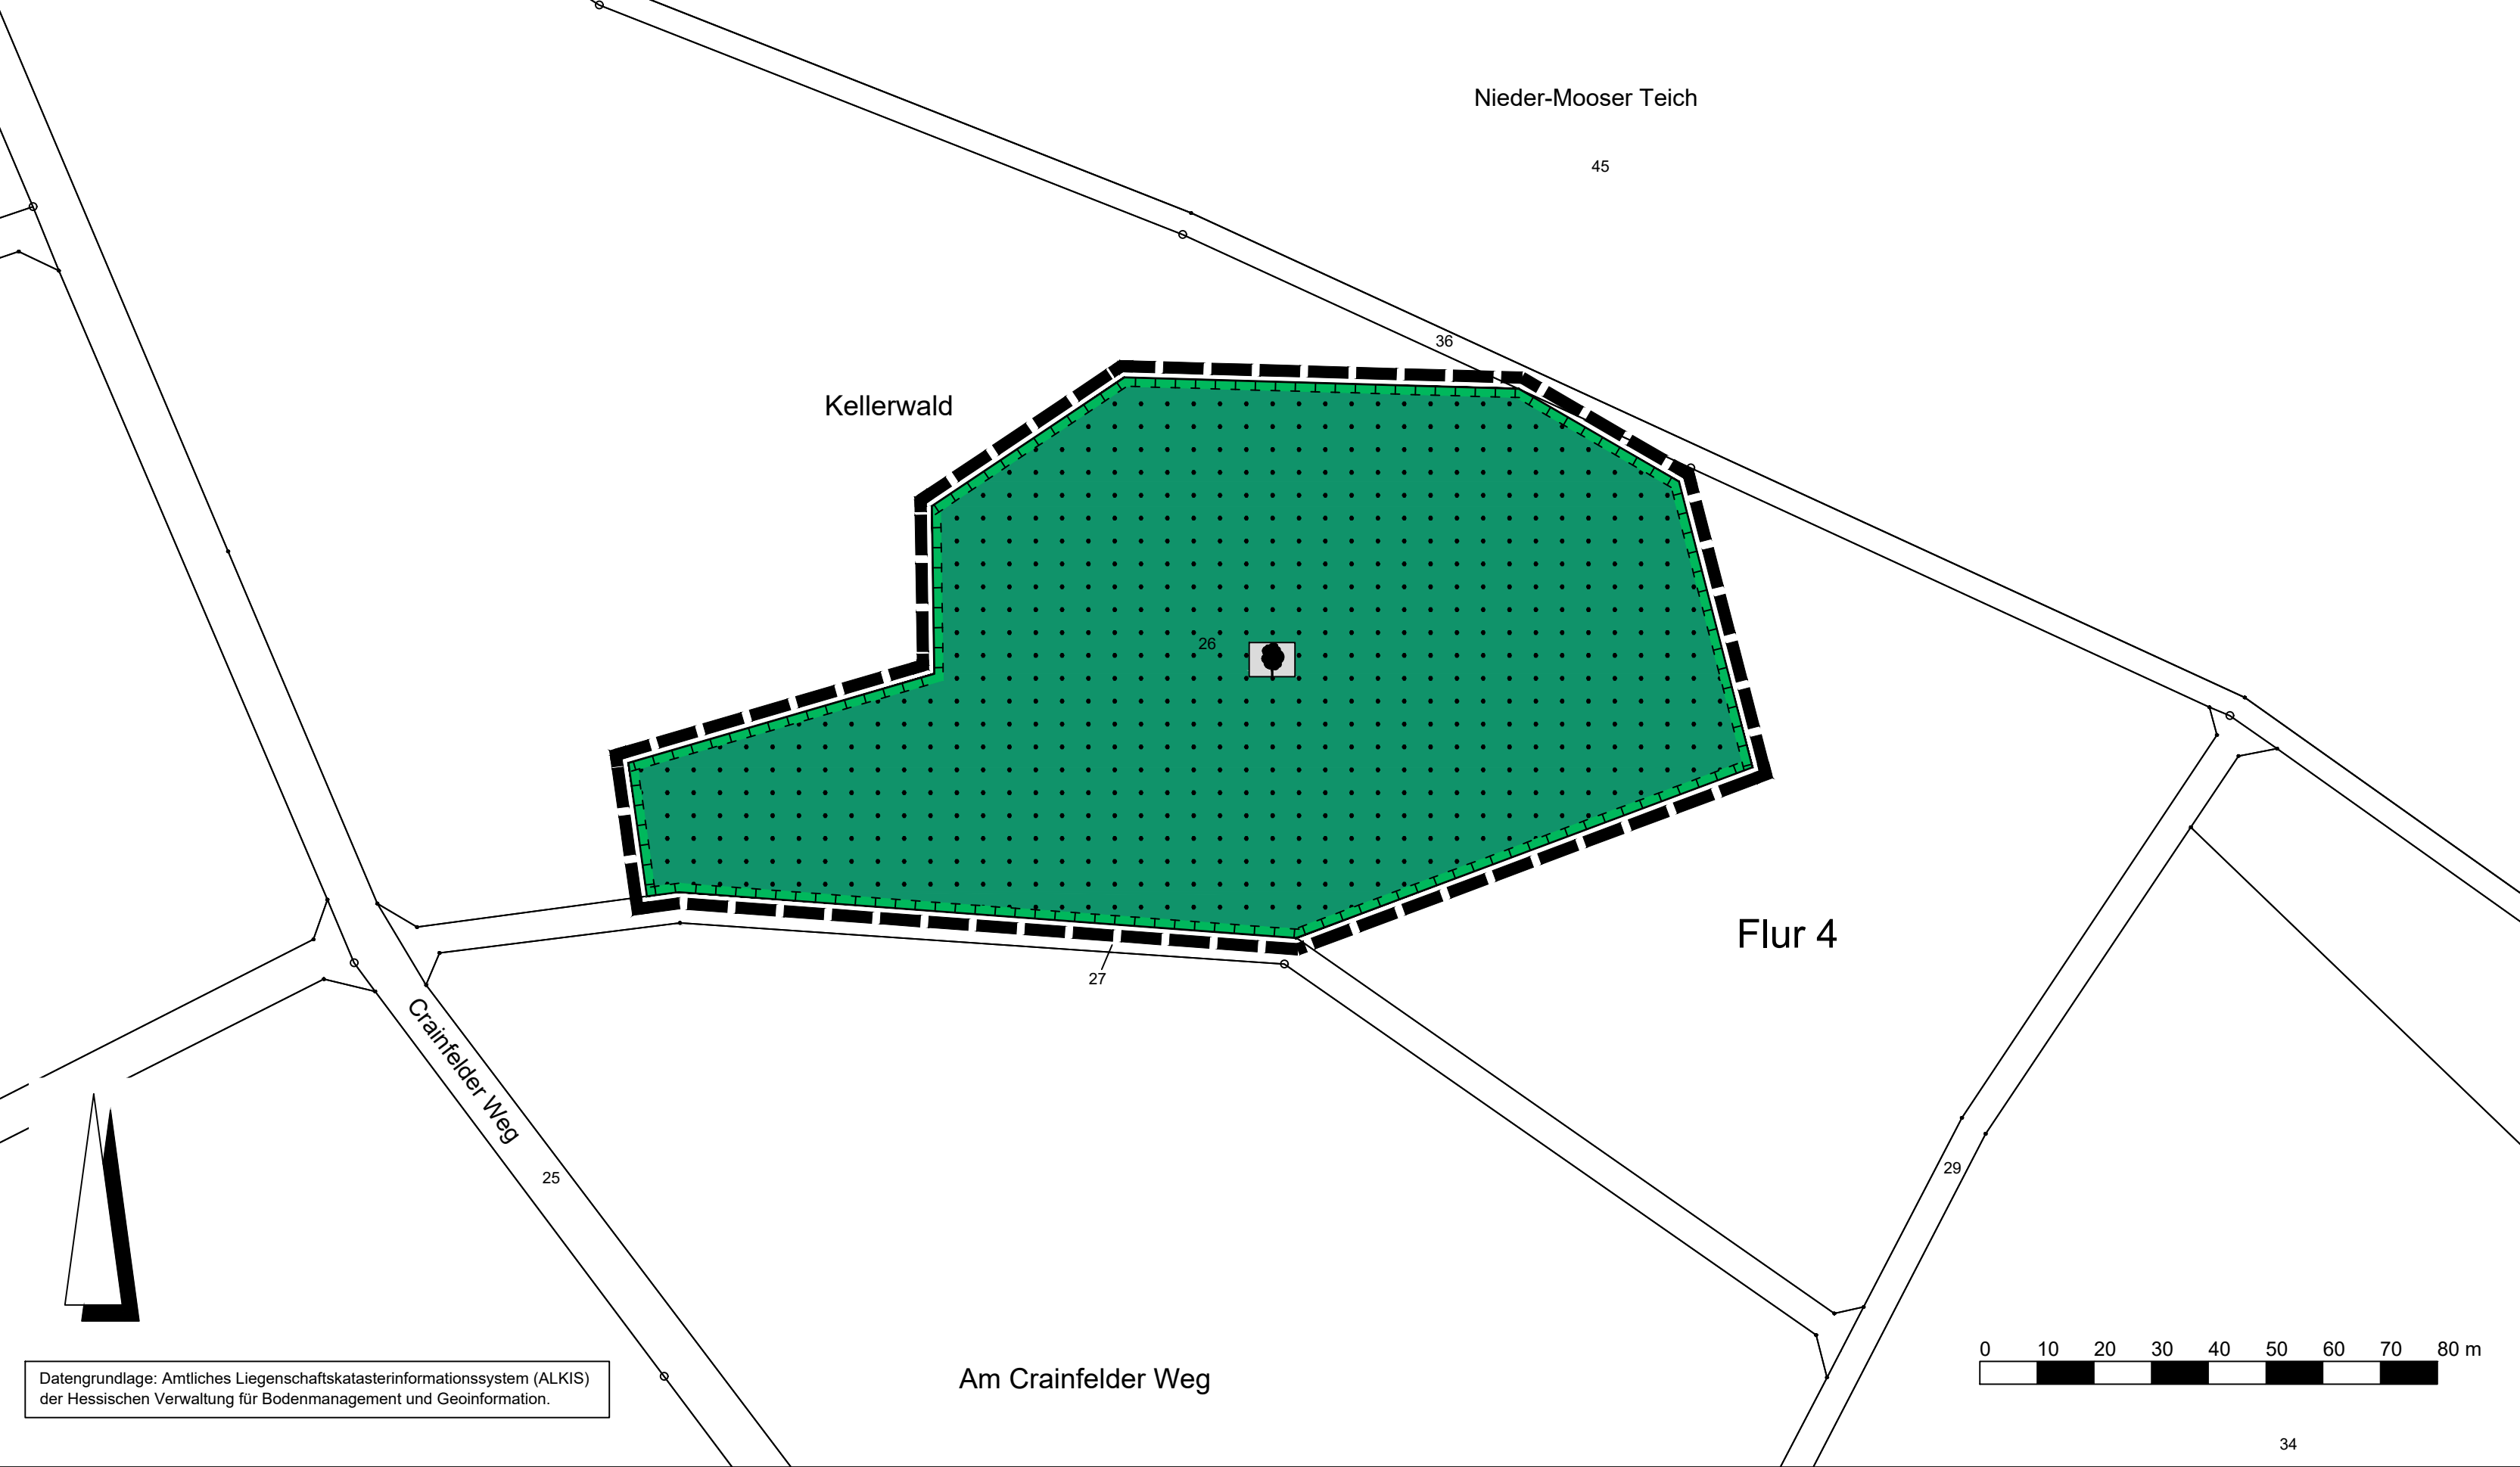 Nieder-Mooser Teich
45
36
Kellerwald
26
Flur 4
27
Crainfelder Weg
25
29
0 10 20 30 40 50 60 70 80 m
Am Crainfelder Weg
Datengrundlage: Amtliches Liegenschaftskatasterinformationssystem (ALKIS)
der Hessischen Verwaltung für Bodenmanagement und Geoinformation.
34